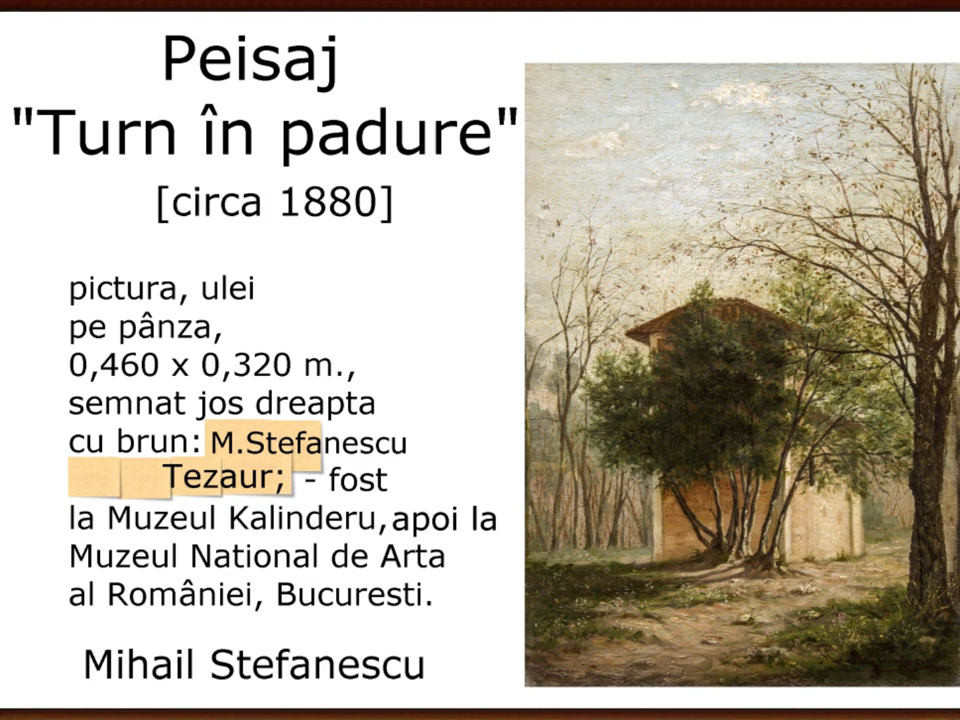 Peisaj
"Turn în padure"
[circa 1880]
pictura, ulei
pe pânza,
0,460 x 0,320 m.,
semnat jos dreapta
cu brun: M.Stefanescu
Tezaur; - fost
la Muzeul Kalinderu, apoi la
Muzeul National de Arta
al României, Bucuresti.
Mihail Stefanescu